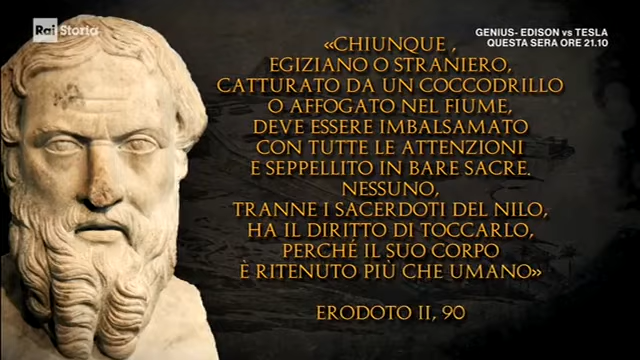 Rai Storia
GENIUS- EDISON vs TESLA
QUESTA SERA ORE 21.10
«CHIUNQUE ,
EGIZIANO O STRANIERO,
CATTURATO DA UN COCCODRILLO
O AFFOGATO NEL FIUME,
DEVE ESSERE IMBALSAMATO
CON TUTTE LE ATTENZIONI
E SEPPELLITO IN BARE SACRE.
NESSUNO,
TRANNE I SACERDOTI DEL NILO,
HA IL DIRITTO DI TOCCARLO,
PERCHÉ IL SUO CORPO
È RITENUTO PIÙ CHE UMANO»
ERODOTO II, 90